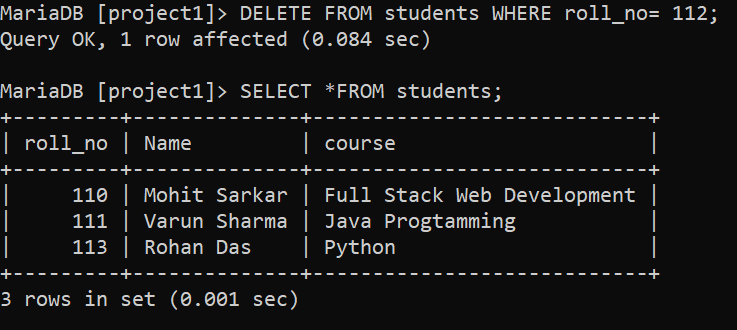 MariaDB [project1]> DELETE FROM students WHERE roll_no= 112;
Query OK, 1 row affected (0.084 sec)
MariaDB [project1]> SELECT *FROM students;
+---------+--------------+----------------------------+
| roll_no | Name         | course                     |
+---------+--------------+----------------------------+
|     110 | Mohit Sarkar | Full Stack Web Development |
|     111 | Varun Sharma | Java Progtamming           |
|     113 | Rohan Das    | Python                     |
+---------+--------------+----------------------------+
3 rows in set (0.001 sec)